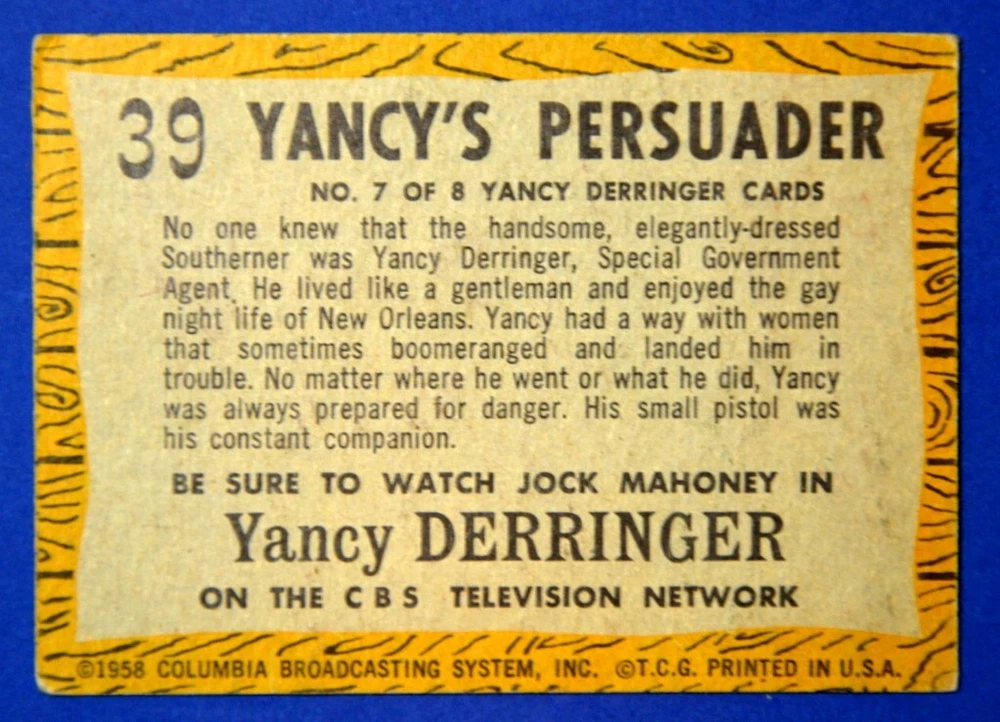 39 YANCY'S PERSUADER
NO. 7 OF 8 YANCY DERRINGER CARDS
No one knew that the handsome, elegantly-dressed
Southerner was Yancy Derringer, Special Government
Agent. He lived like a gentleman and enjoyed the gay
night life of New Orleans. Yancy had a way with women
that sometimes boomeranged and landed him in
trouble. No matter where he went or what he did, Yancy
was always prepared for danger. His small pistol was
his constant companion.
BE SURE TO WATCH JOCK MAHONEY IN
Yancy DERRINGER
ON THE CBS TELEVISION NETWORK
©1958 COLUMBIA BROADCASTING SYSTEM, INC. ©T.C.G. PRINTED IN U.S.A.